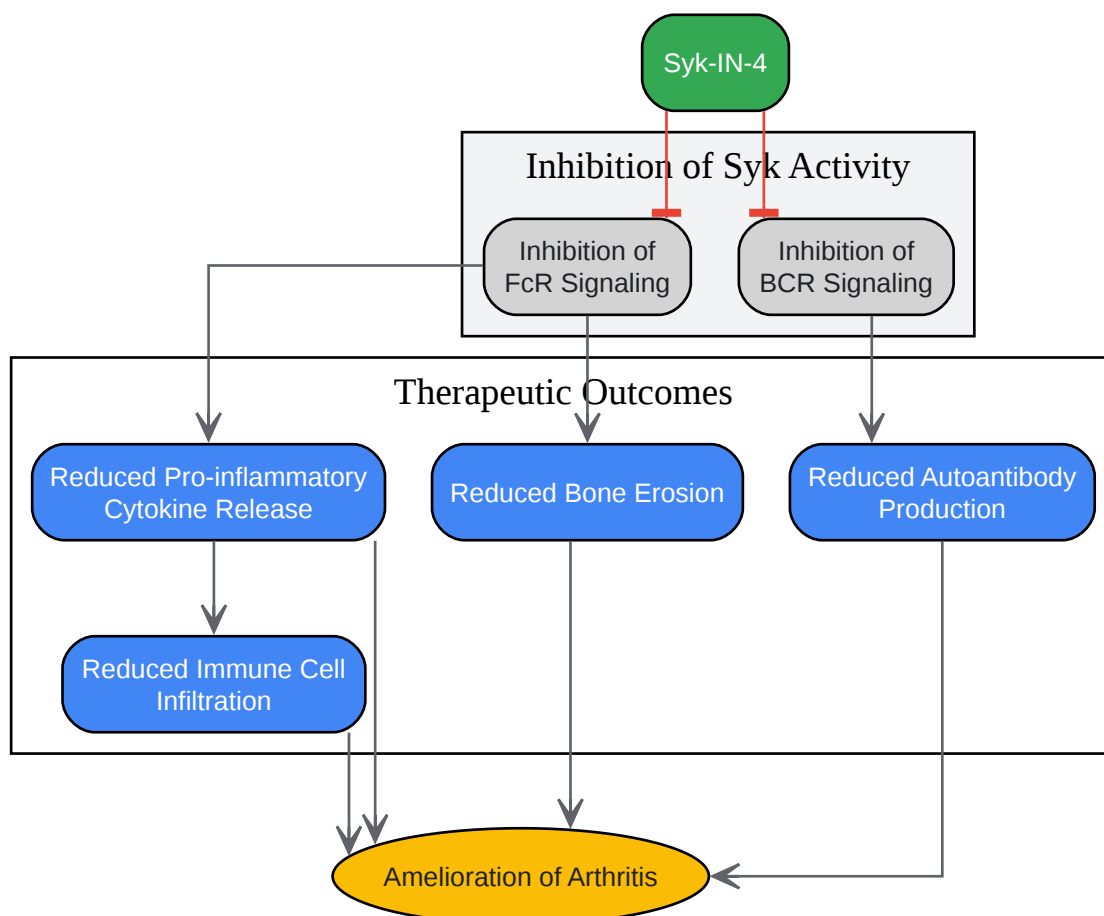 Syk-IN-4
Inhibition of Syk Activity
Inhibition of
FcR Signaling
Inhibition of
BCR Signaling
Therapeutic Outcomes
Reduced Pro-inflammatory
Cytokine Release
Reduced Bone Erosion
Reduced Autoantibody
Production
Reduced Immune Cell
Infiltration
Amelioration of Arthritis